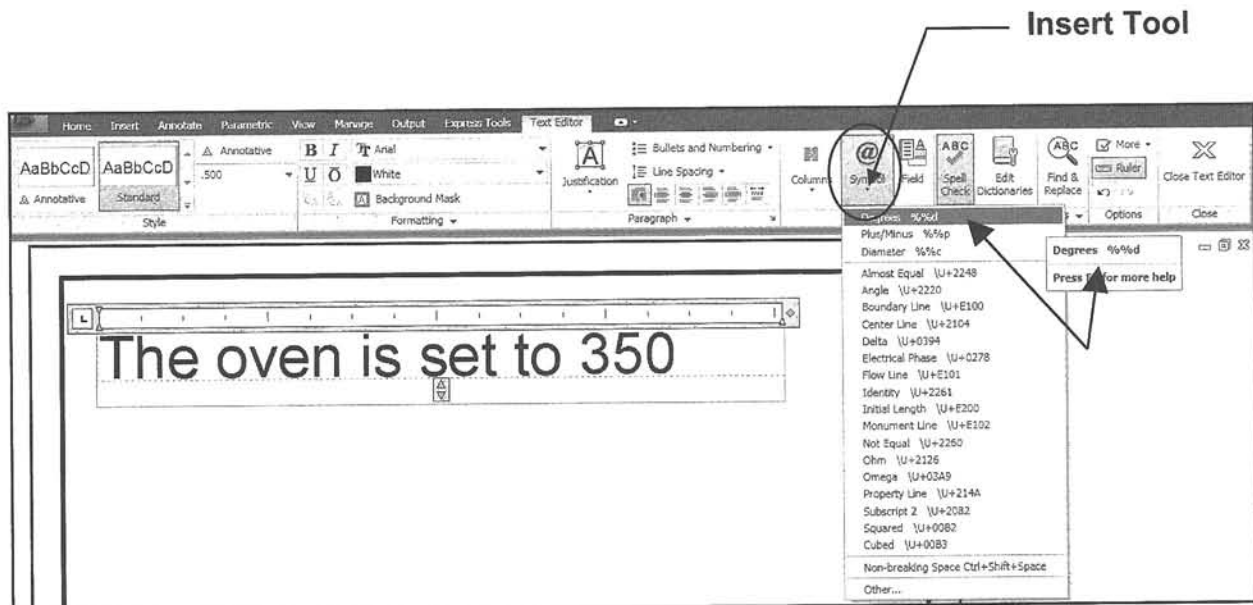 Insert Tool
Home Insert Annotate Parametric View Manage Output Express Tools Text Editor
AaBbCcD AaBbCcD Annotative B I Arial Bullets and Numbering @ ABC ABC More
.500 U O White Line Spacing Ruler
Justification Columns Symbol Field Spell Check Edit Dictionaries Find & Replace Close Text Editor
Annotative Standard Background Mask
Style Formatting Paragraph Options Close
Degrees %%d
Plus/Minus %%p
Diameter %%c
Degrees %%d
Press for more help
Almost Equal \U+2248
Angle \U+2220
Boundary Line \U+E100
Center Line \U+2104
Delta \U+0394
Electrical Phase \U+0278
Flow Line \U+E101
Identity \U+2261
Initial Length \U+E200
Monument Line \U+E102
Not Equal \U+2260
Ohm \U+2126
Omega \U+03A9
Property Line \U+214A
Subscript 2 \U+2082
Squared \U+00B2
Cubed \U+00B3
Non-breaking Space Ctrl+Shift+Space
Other...
The oven is set to 350